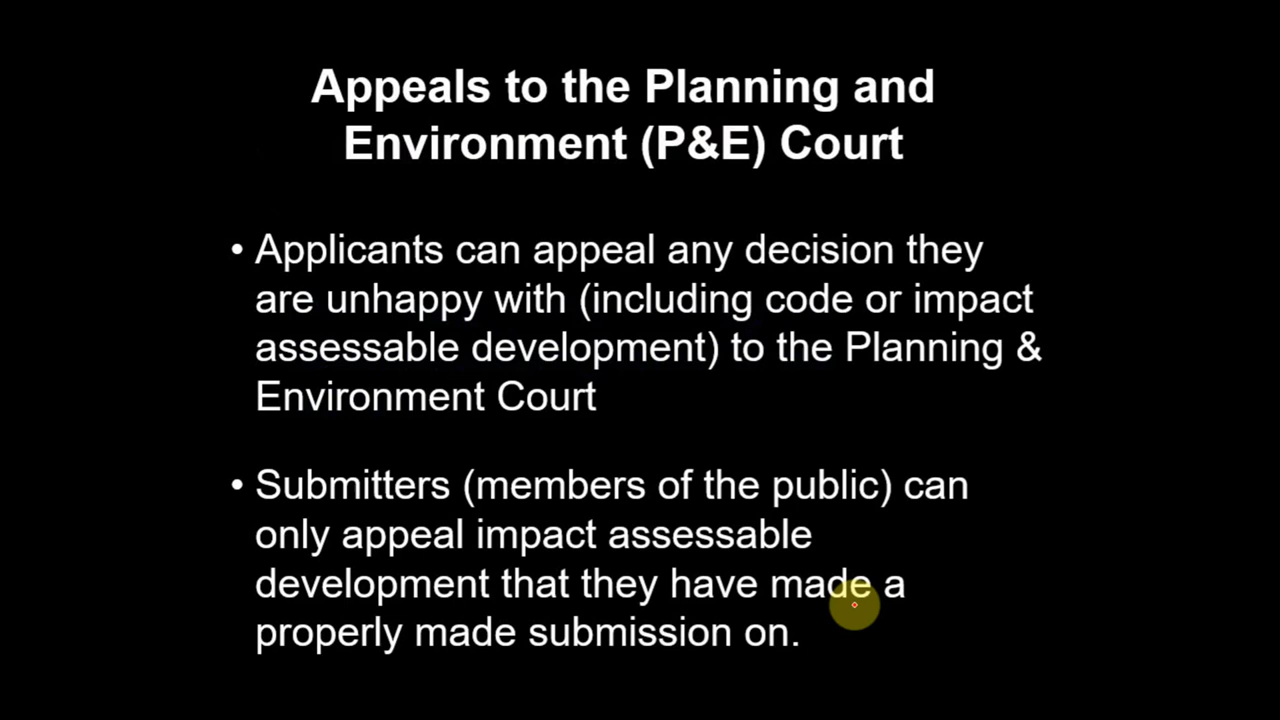 Appeals to the Planning and
Environment (P&E) Court
• Applicants can appeal any decision they
are unhappy with (including code or impact
assessable development) to the Planning &
Environment Court
• Submitters (members of the public) can
only appeal impact assessable
development that they have made a
properly made submission on.